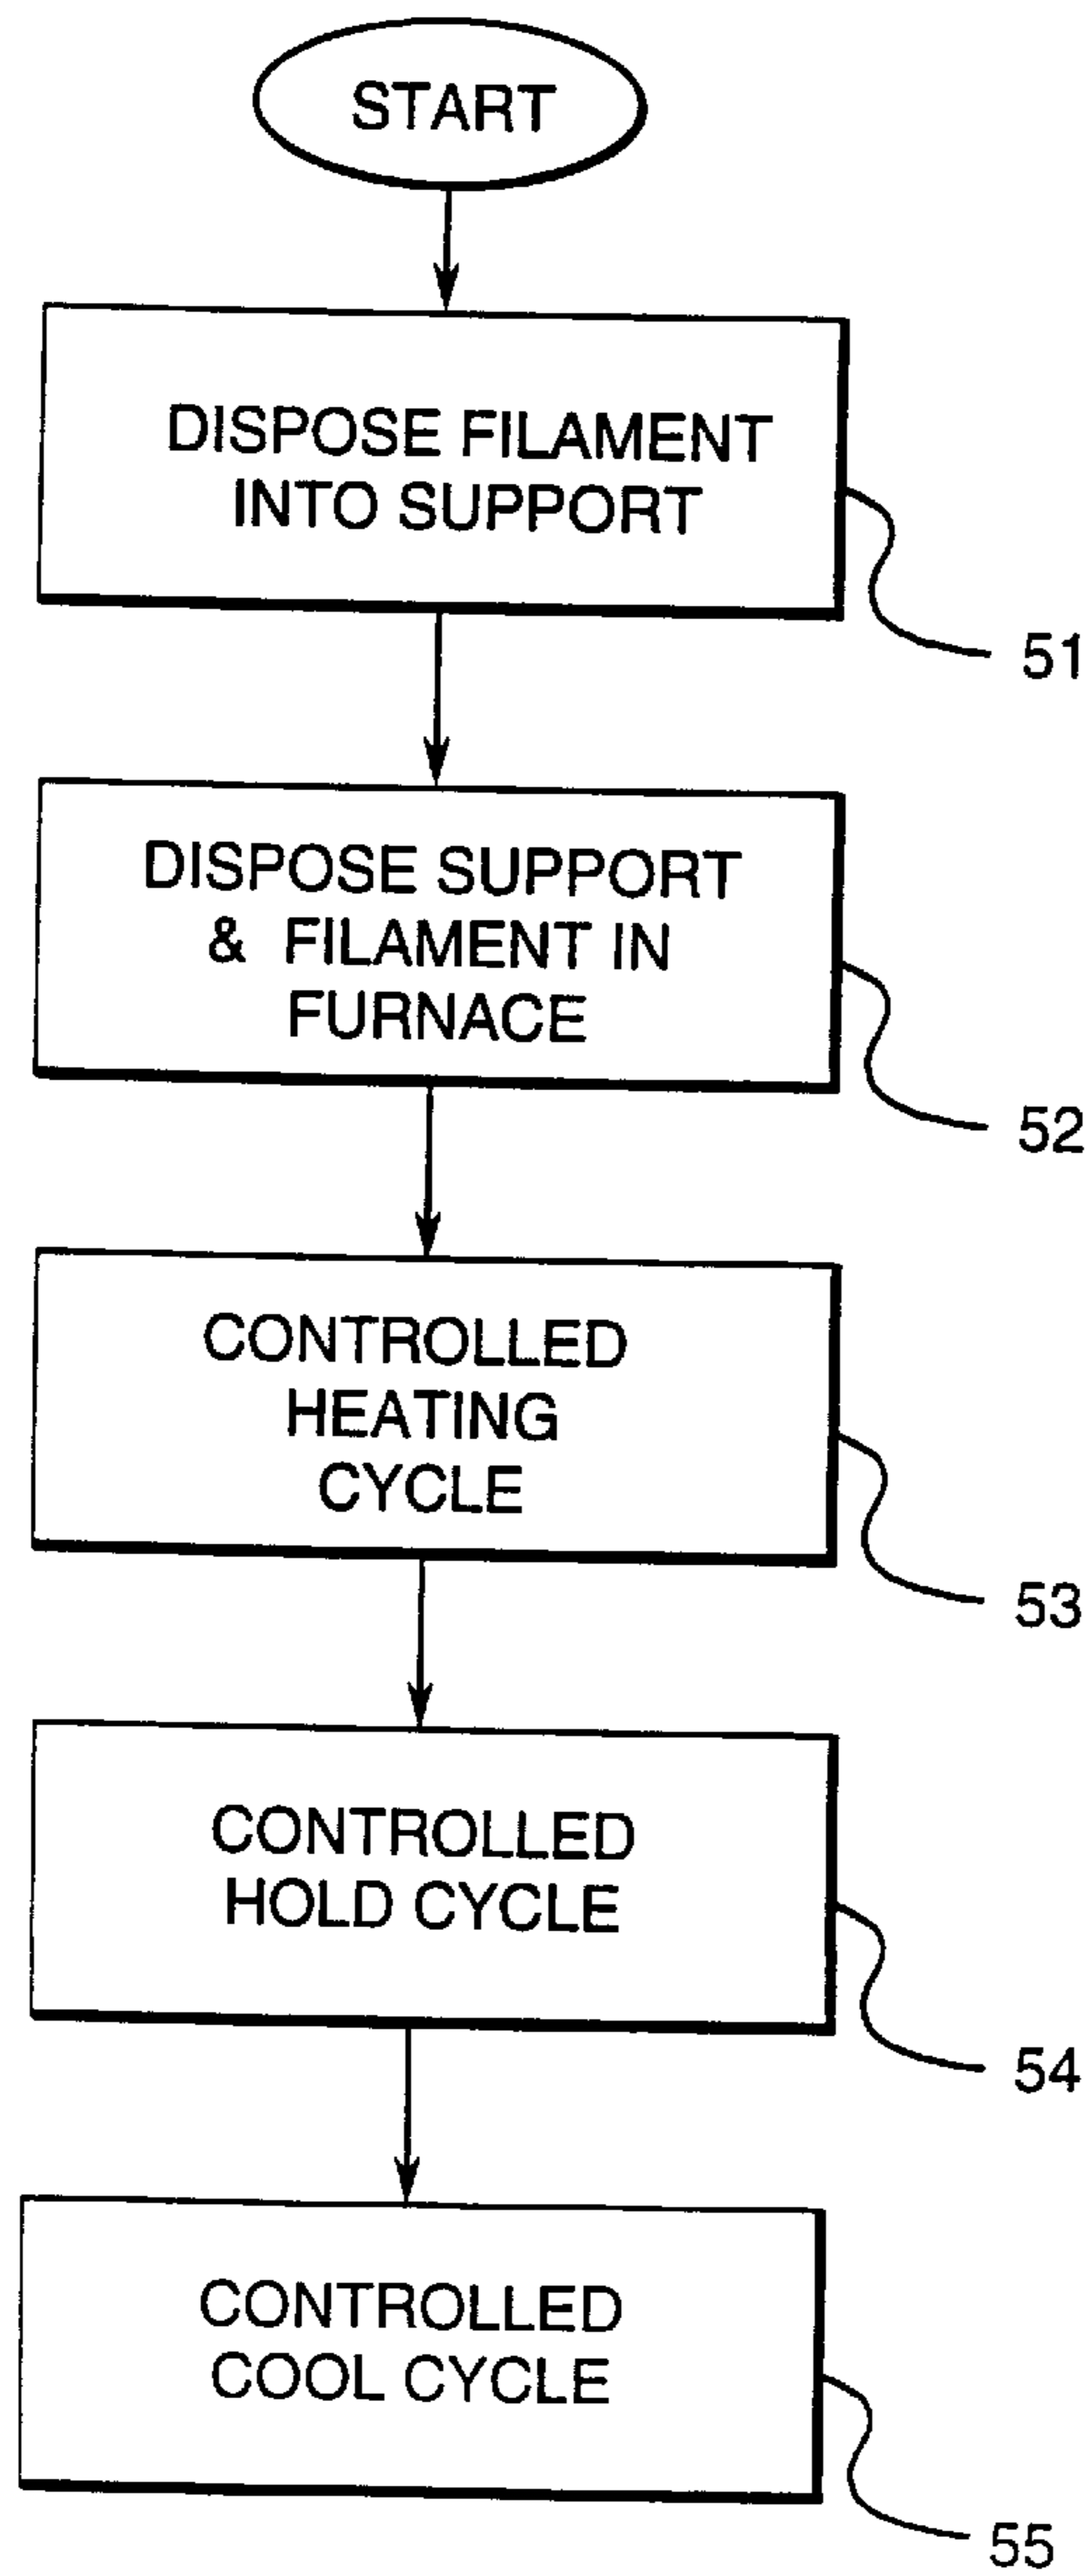 START
DISPOSE FILAMENT
INTO SUPPORT
51
DISPOSE SUPPORT
& FILAMENT IN
FURNACE
52
CONTROLLED
HEATING
CYCLE
53
CONTROLLED
HOLD CYCLE
54
CONTROLLED
COOL CYCLE
55